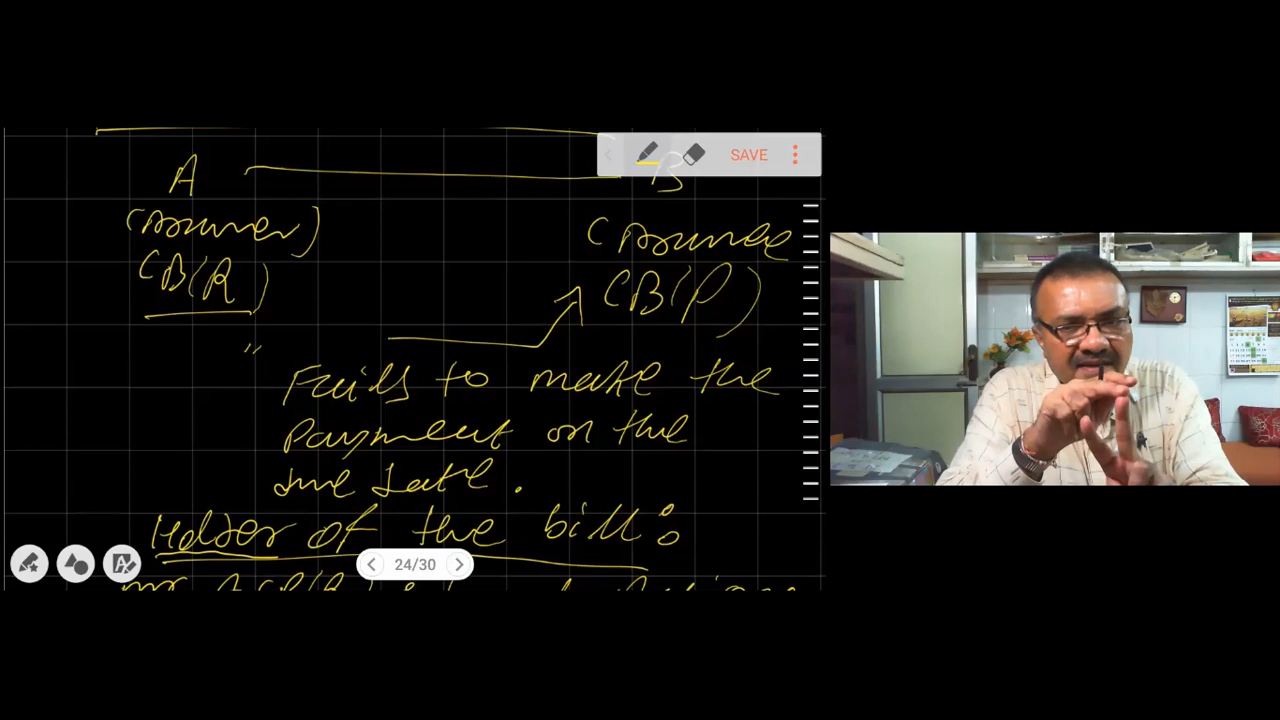 SAVE
A B
(Drawer) (Drawee
(B/R) (B/P)
"
Fails to make the
Payment on the
due date.
Holder of the bill:
24/30